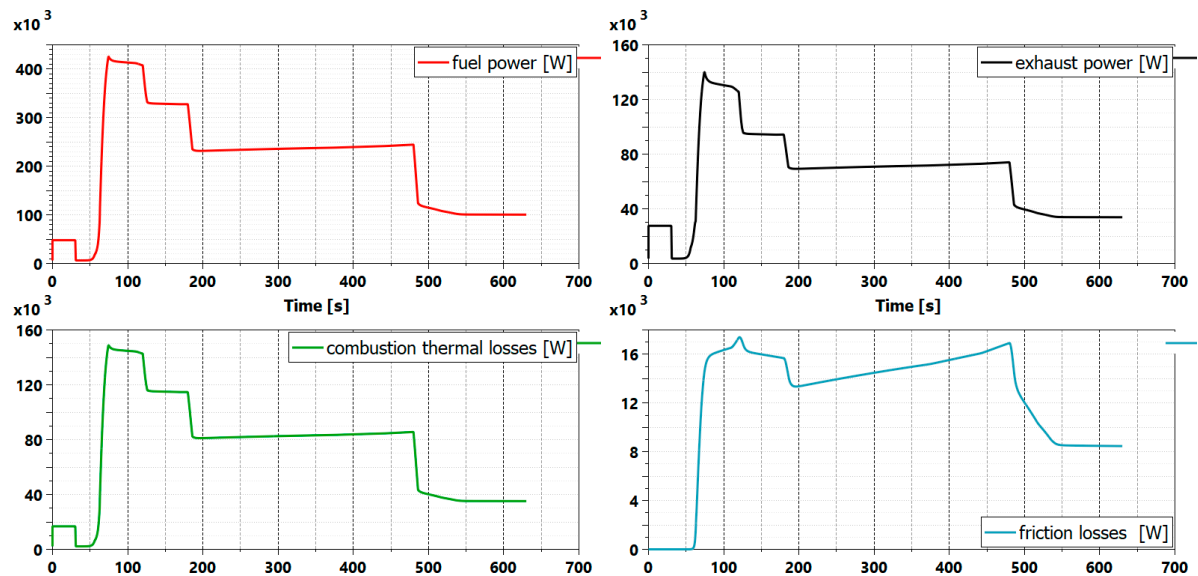 x10 3
fuel power [W]
400
300
200
100
0
0 100 200 300 400 500 600 700
Time [s]
x10 3
exhaust power [W]
160
120
80
40
0
0 100 200 300 400 500 600 700
Time [s]
x10 3
combustion thermal losses [W]
160
120
80
40
0
0 100 200 300 400 500 600 700
x10 3
16
12
8
4
0
friction losses [W]
0 100 200 300 400 500 600 700